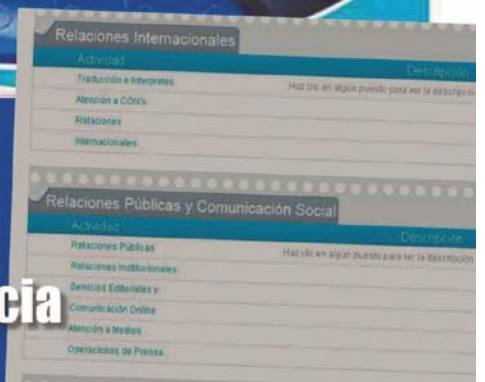 Relaciones Internacionales
Actividad Descripción
Traducción e Interpretes Haz clic en algún puesto para ver la descripción
Atención a CON's
Relaciones
Internacionales
Relaciones Públicas y Comunicación Social
Actividad Descripción
Relaciones Públicas Haz clic en algún puesto para ver la descripción
Relaciones Institucionales
Servicios Editoriales y
Comunicación Online
cia
Atención a Medios
Operaciones de Prensa